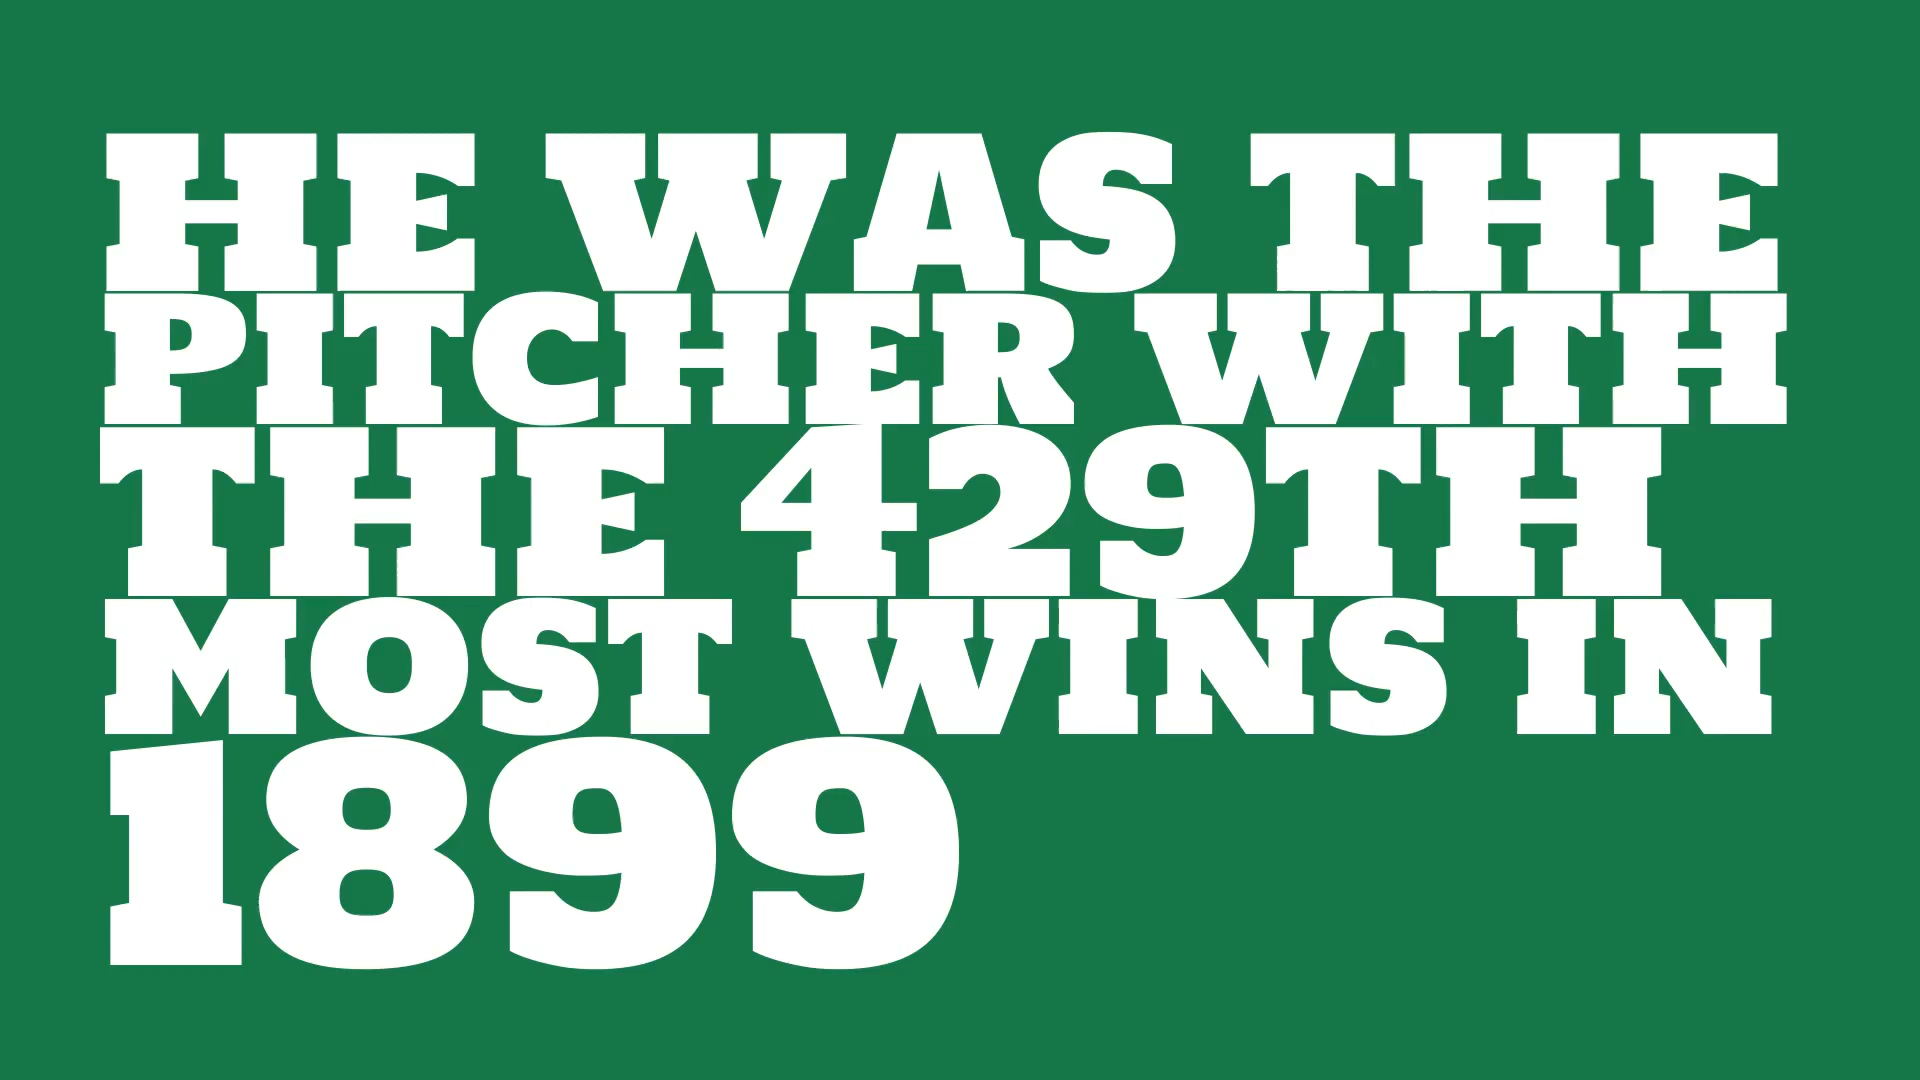 HE WAS THE
PITCHER WITH
THE 429TH
MOST WINS IN
1899